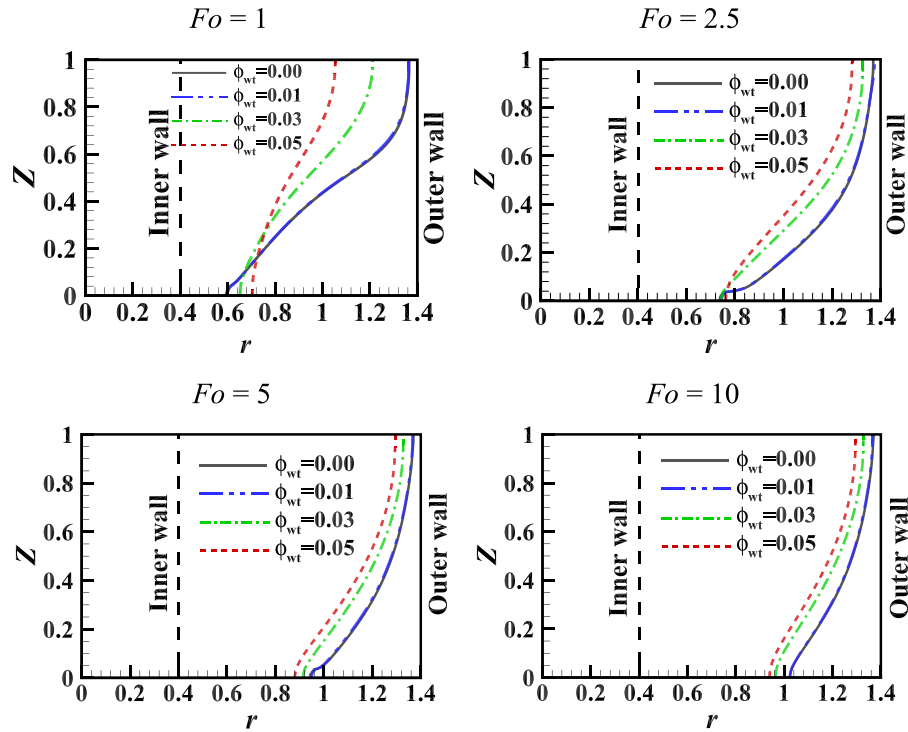 Fo = 1
Fo = 2.5
1
0.8
0.6
0.4
0.2
0
Z
Inner wall
ϕwt=0.00
ϕwt=0.01
ϕwt=0.03
ϕwt=0.05
Outer wall
0 0.2 0.4 0.6 0.8 1 1.2 1.4
r
1
0.8
0.6
0.4
0.2
0
Z
Inner wall
ϕwt=0.00
ϕwt=0.01
ϕwt=0.03
ϕwt=0.05
Outer wall
0 0.2 0.4 0.6 0.8 1 1.2 1.4
r
Fo = 5
Fo = 10
1
0.8
0.6
0.4
0.2
0
Z
Inner wall
ϕwt=0.00
ϕwt=0.01
ϕwt=0.03
ϕwt=0.05
Outer wall
0 0.2 0.4 0.6 0.8 1 1.2 1.4
r
1
0.8
0.6
0.4
0.2
0
Z
Inner wall
ϕwt=0.00
ϕwt=0.01
ϕwt=0.03
ϕwt=0.05
Outer wall
0 0.2 0.4 0.6 0.8 1 1.2 1.4
r